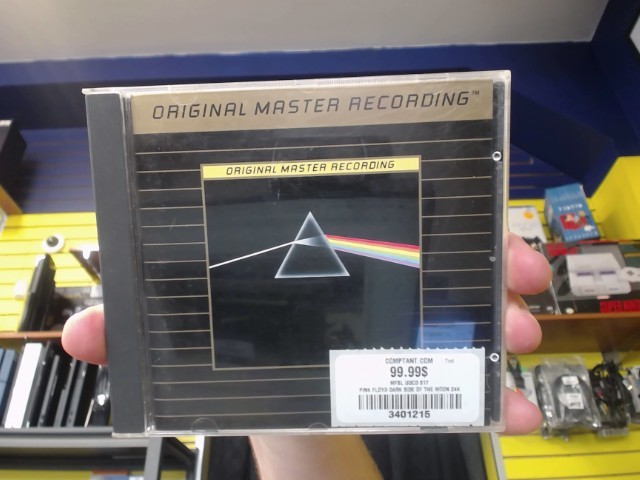 ORIGINAL MASTER RECORDING™
ORIGINAL MASTER RECORDING
COMPTANT.COM
99.99$
MFSL UDCD 517
PINK FLOYD DARK SIDE OF THE MOON 24K
3401215